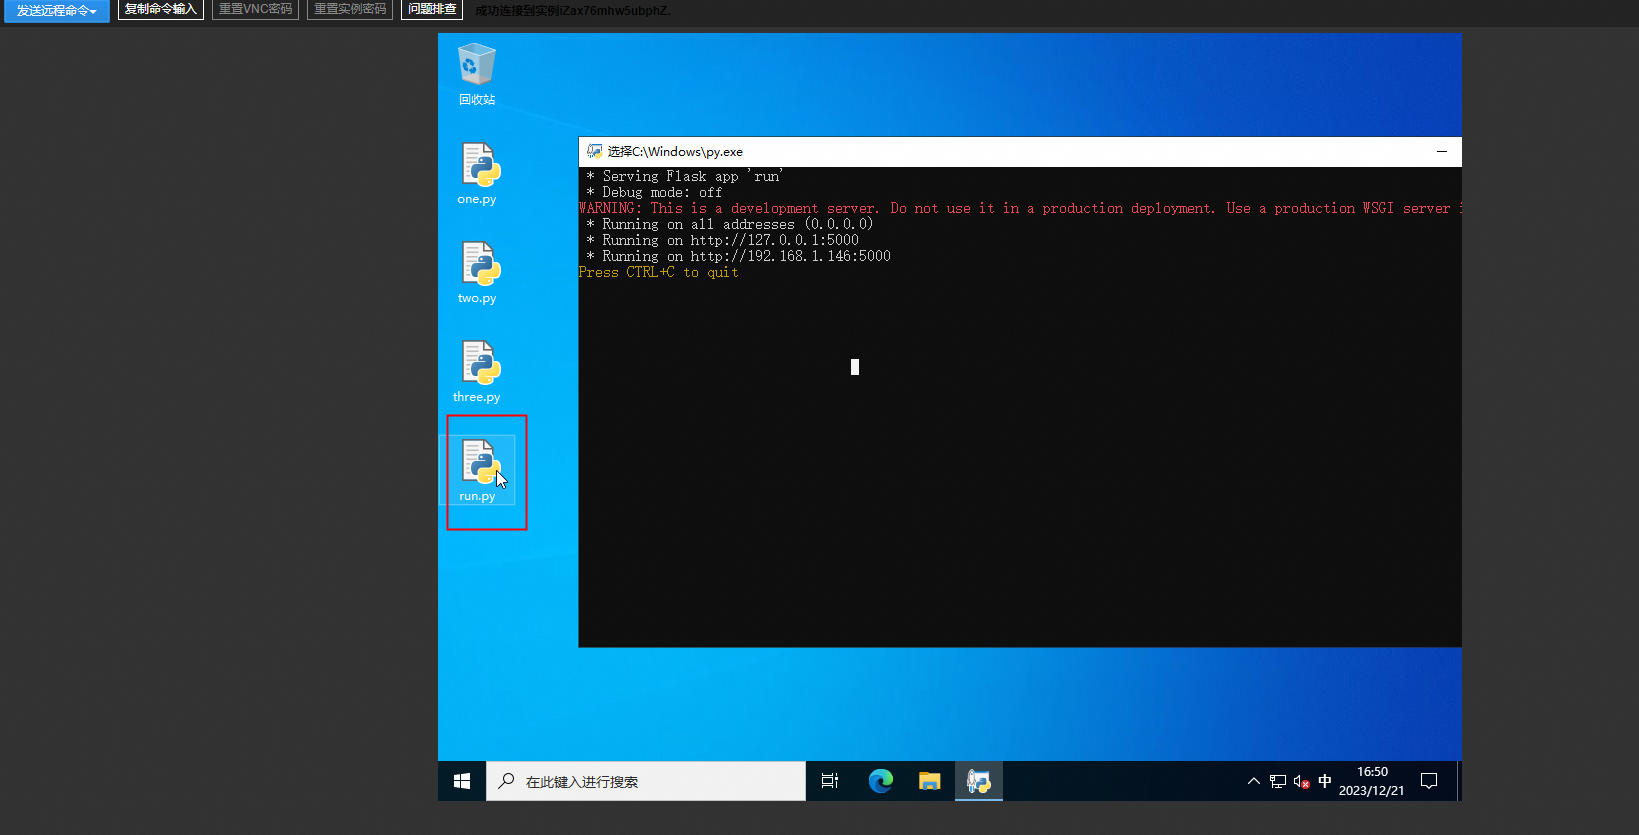 发送远程命令 复制命令输入 重置VNC密码 重置实例密码 问题排查 成功连接到实例iZax76mhw5ubphZ.
回收站
one.py
two.py
three.py
run.py
选择C:\Windows\py.exe
* Serving Flask app 'run'
* Debug mode: off
WARNING: This is a development server. Do not use it in a production deployment. Use a production WSGI server
* Running on all addresses (0.0.0.0)
* Running on http://127.0.0.1:5000
* Running on http://192.168.1.146:5000
Press CTRL+C to quit
在此键入进行搜索
中
16:50
2023/12/21